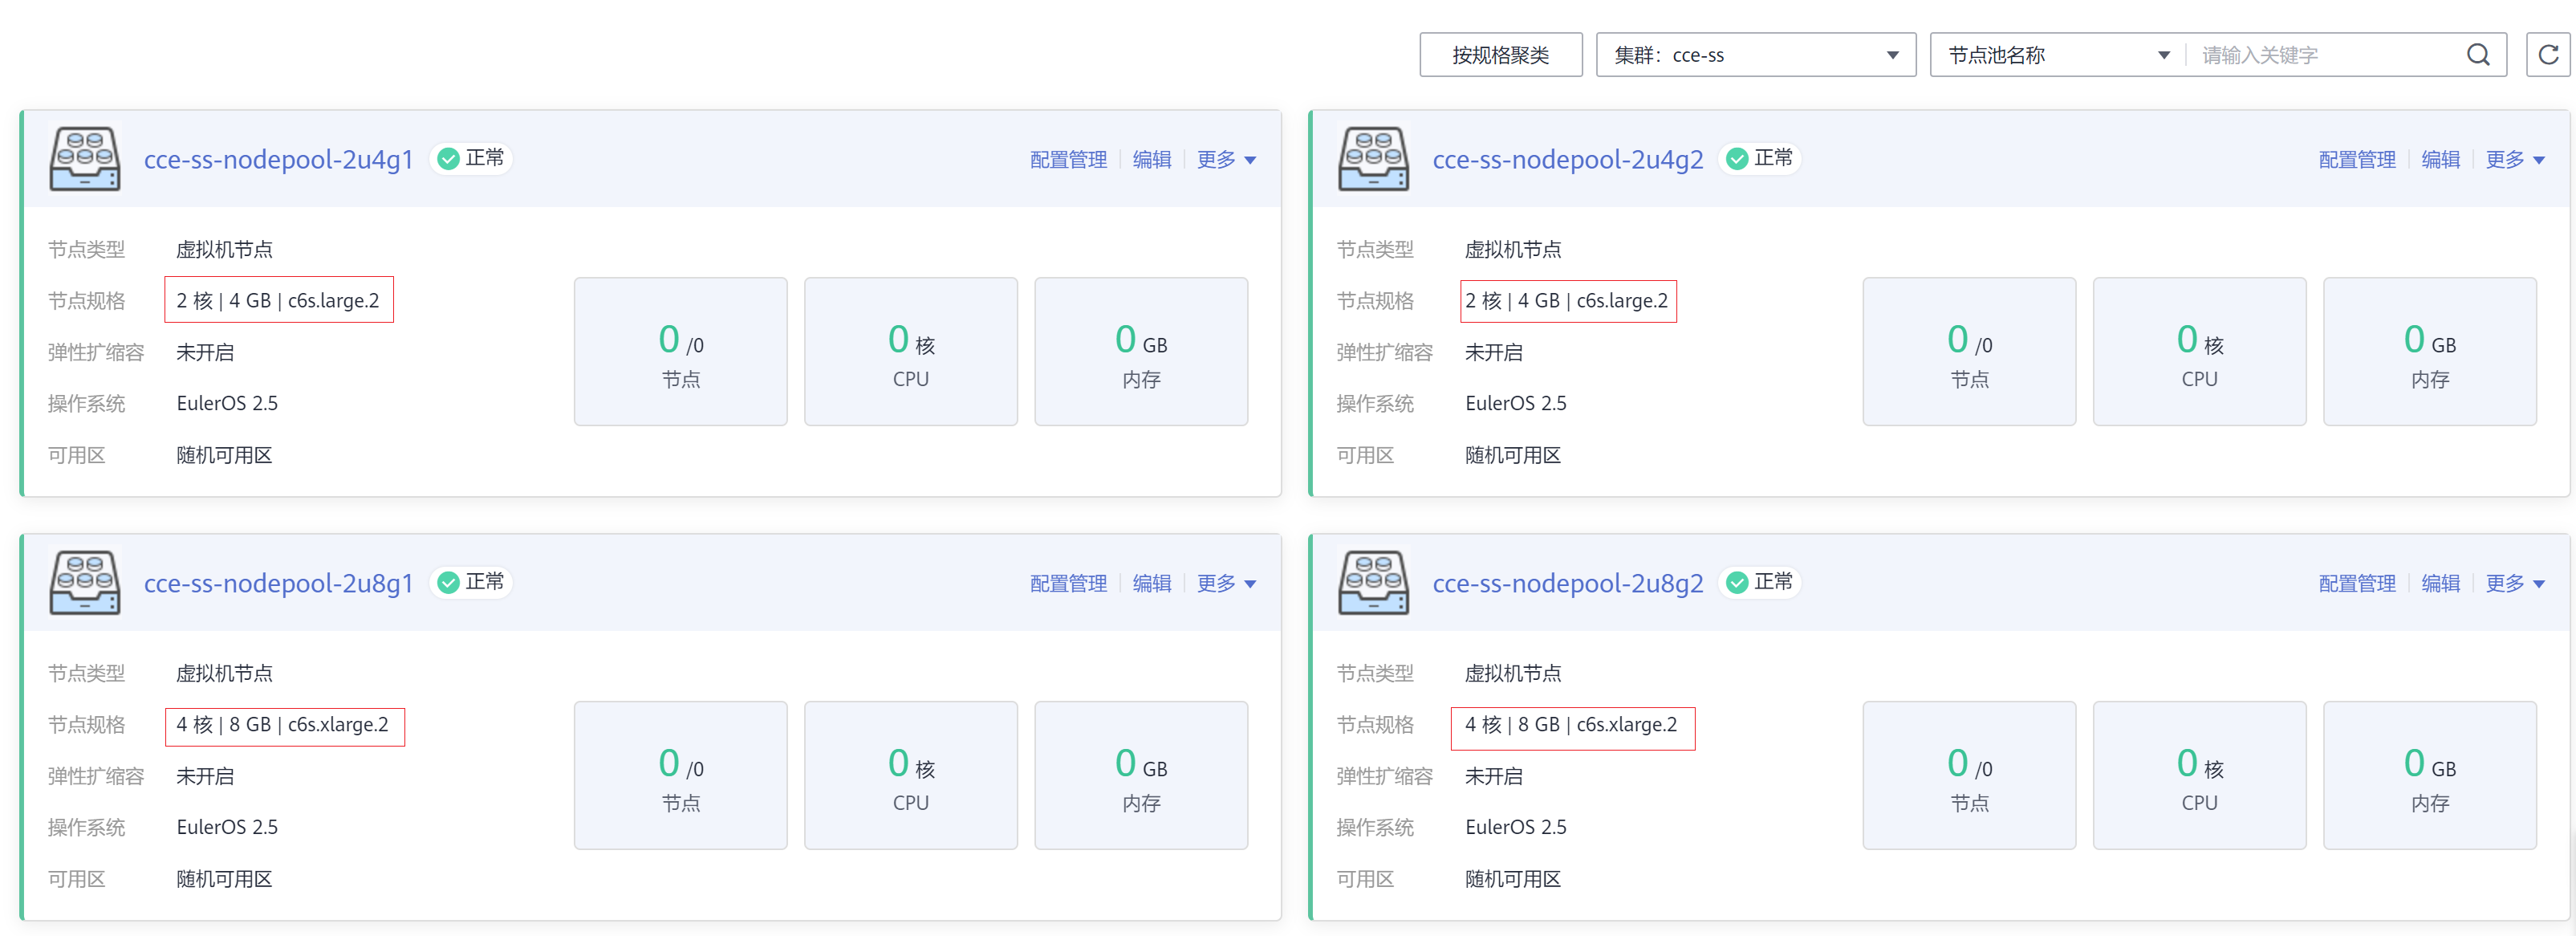 按规格聚类 集群：cce-ss 节点池名称 请输入关键字
cce-ss-nodepool-2u4g1 正常 配置管理 编辑 更多
节点类型 虚拟机节点
节点规格 2 核 | 4 GB | c6s.large.2
弹性扩缩容 未开启
操作系统 EulerOS 2.5
可用区 随机可用区
0 /0
节点
0 核
CPU
0 GB
内存
cce-ss-nodepool-2u4g2 正常 配置管理 编辑 更多
节点类型 虚拟机节点
节点规格 2 核 | 4 GB | c6s.large.2
弹性扩缩容 未开启
操作系统 EulerOS 2.5
可用区 随机可用区
0 /0
节点
0 核
CPU
0 GB
内存
cce-ss-nodepool-2u8g1 正常 配置管理 编辑 更多
节点类型 虚拟机节点
节点规格 4 核 | 8 GB | c6s.xlarge.2
弹性扩缩容 未开启
操作系统 EulerOS 2.5
可用区 随机可用区
0 /0
节点
0 核
CPU
0 GB
内存
cce-ss-nodepool-2u8g2 正常 配置管理 编辑 更多
节点类型 虚拟机节点
节点规格 4 核 | 8 GB | c6s.xlarge.2
弹性扩缩容 未开启
操作系统 EulerOS 2.5
可用区 随机可用区
0 /0
节点
0 核
CPU
0 GB
内存